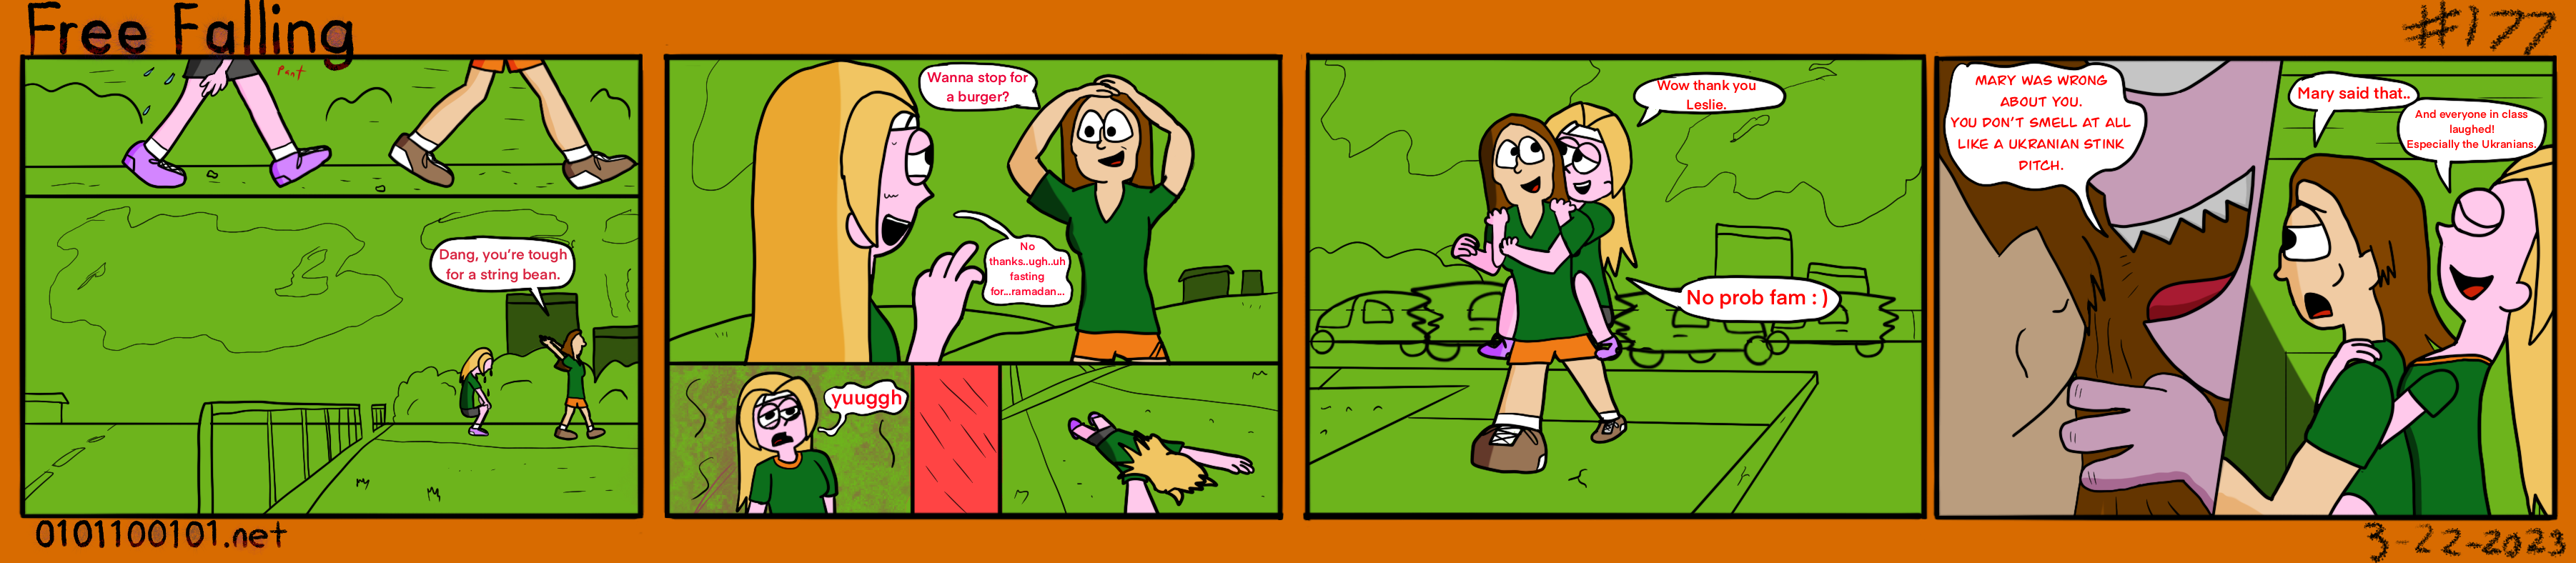 Free Falling
#177
Pant
Dang, you're tough
for a string bean.
Wanna stop for
a burger?
No
thanks..ugh..uh
fasting
for...ramadan...
yuuggh
Wow thank you
Leslie.
No prob fam : )
MARY WAS WRONG
ABOUT YOU.
YOU DON'T SMELL AT ALL
LIKE A UKRANIAN STINK
DITCH.
Mary said that..
And everyone in class
laughed!
Especially the Ukranians.
0101100101.net
3-22-2023